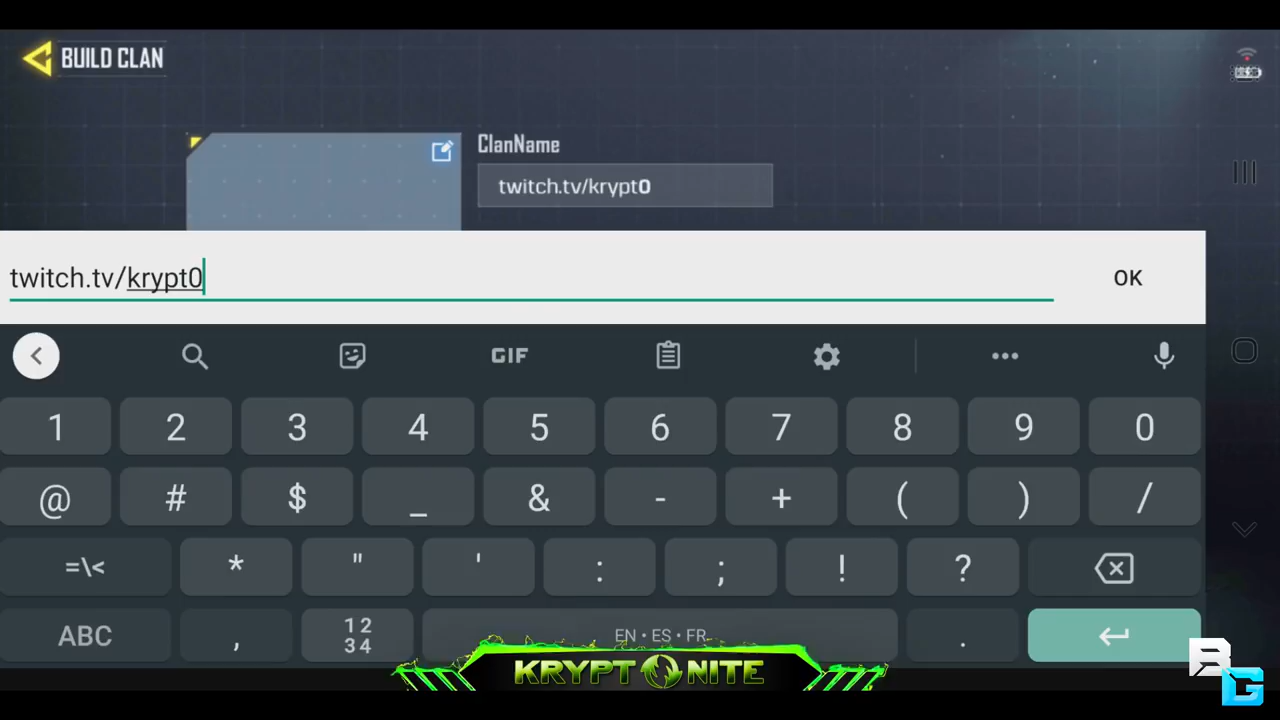 BUILD CLAN
ClanName
twitch.tv/krypt0
twitch.tv/krypt0
OK
GIF
1 2 3 4 5 6 7 8 9 0
@ # $ _ & - + ( ) /
=\< * " ' : ; ! ?
ABC , 12 34 EN • ES • FR .
KRYPT NITE
B
G